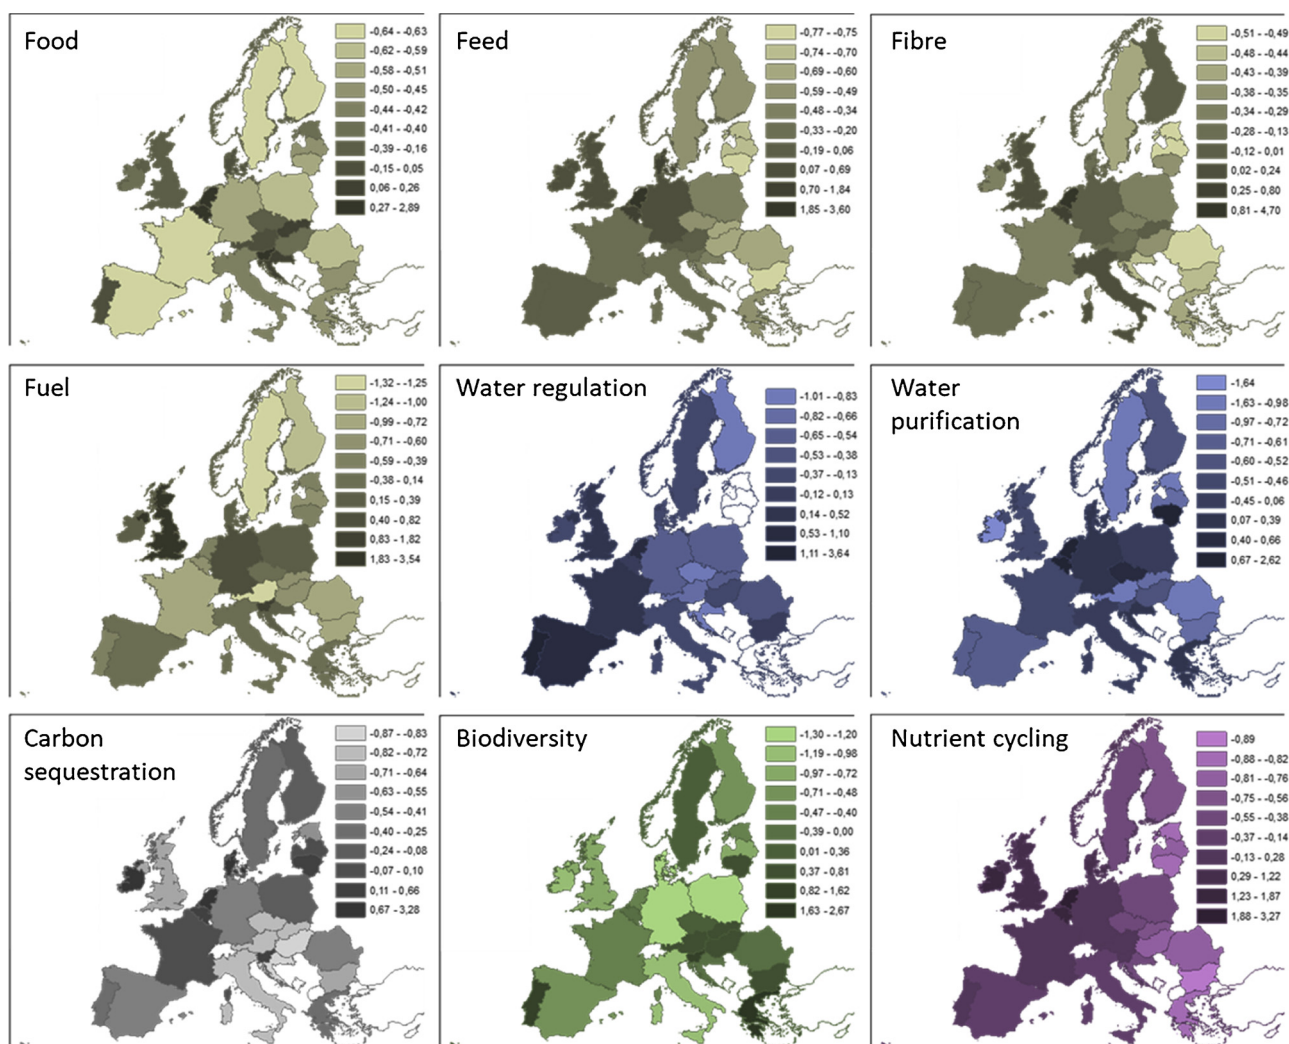 Food
-0,64 - -0,63
-0,62 - -0,59
-0,58 - -0,51
-0,50 - -0,45
-0,44 - -0,42
-0,41 - -0,40
-0,39 - -0,16
-0,15 - 0,05
0,06 - 0,26
0,27 - 2,89
Feed
-0,77 - -0,75
-0,74 - -0,70
-0,69 - -0,60
-0,59 - -0,49
-0,48 - -0,34
-0,33 - -0,20
-0,19 - 0,06
0,07 - 0,69
0,70 - 1,84
1,85 - 3,60
Fibre
-0,51 - -0,49
-0,48 - -0,44
-0,43 - -0,39
-0,38 - -0,35
-0,34 - -0,29
-0,28 - -0,13
-0,12 - 0,01
0,02 - 0,24
0,25 - 0,80
0,81 - 4,70
Fuel
-1,32 - -1,25
-1,24 - -1,00
-0,99 - -0,72
-0,71 - -0,60
-0,59 - -0,39
-0,38 - 0,14
0,15 - 0,39
0,40 - 0,82
0,83 - 1,82
1,83 - 3,54
Water regulation
-1,01 - -0,83
-0,82 - -0,66
-0,65 - -0,54
-0,53 - -0,38
-0,37 - -0,13
-0,12 - 0,13
0,14 - 0,52
0,53 - 1,10
1,11 - 3,64
Water
purification
-1,64
-1,63 - -0,98
-0,97 - -0,72
-0,71 - -0,61
-0,60 - -0,52
-0,51 - -0,46
-0,45 - 0,06
0,07 - 0,39
0,40 - 0,66
0,67 - 2,62
Carbon
sequestration
-0,87 - -0,83
-0,82 - -0,72
-0,71 - -0,64
-0,63 - -0,55
-0,54 - -0,41
-0,40 - -0,25
-0,24 - -0,08
-0,07 - 0,10
0,11 - 0,66
0,67 - 3,28
Biodiversity
-1,30 - -1,20
-1,19 - -0,98
-0,97 - -0,72
-0,71 - -0,48
-0,47 - -0,40
-0,39 - 0,00
0,01 - 0,36
0,37 - 0,81
0,82 - 1,62
1,63 - 2,67
Nutrient cycling
-0,89
-0,88 - -0,82
-0,81 - -0,76
-0,75 - -0,56
-0,55 - -0,38
-0,37 - -0,14
-0,13 - 0,28
0,29 - 1,22
1,23 - 1,87
1,88 - 3,27